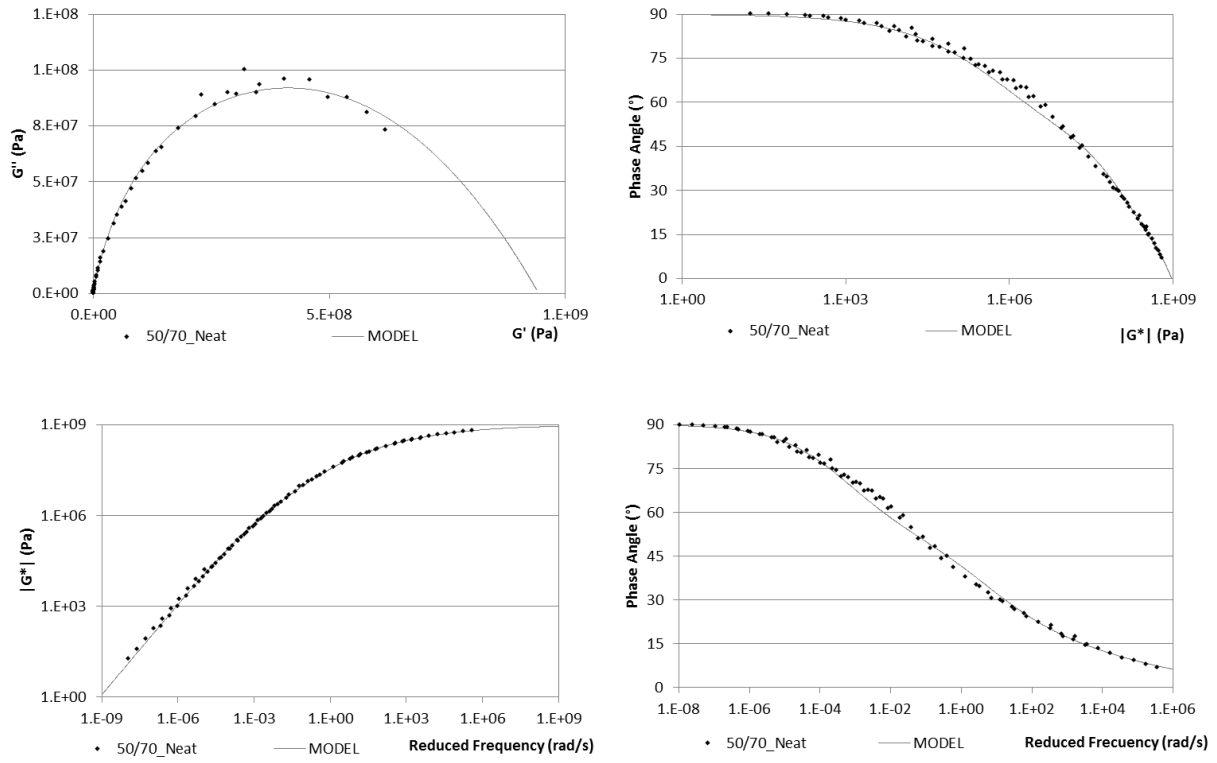 1.E+08
1.E+08
8.E+07
5.E+07
3.E+07
0.E+00
G'' (Pa)
0.E+00 5.E+08 1.E+09
50/70_Neat MODEL G' (Pa)
90
75
60
45
30
15
0
Phase Angle (°)
1.E+00 1.E+03 1.E+06 1.E+09
50/70_Neat MODEL |G*| (Pa)
1.E+09
1.E+06
1.E+03
1.E+00
|G*| (Pa)
1.E-09 1.E-06 1.E-03 1.E+00 1.E+03 1.E+06 1.E+09
50/70_Neat MODEL Reduced Frequency (rad/s)
90
75
60
45
30
15
0
Phase Angle (°)
1.E-08 1.E-06 1.E-04 1.E-02 1.E+00 1.E+02 1.E+04 1.E+06
50/70_Neat MODEL Reduced Frecuency (rad/s)